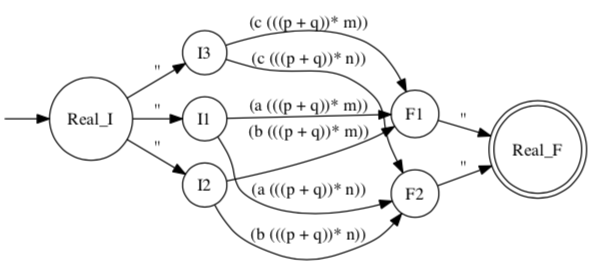 (c (((p + q))* m))
(c (((p + q))* n))
I3
"
"
"
Real_I
I1
(a (((p + q))* m))
(b (((p + q))* m))
F1
"
"
Real_F
I2
(a (((p + q))* n))
F2
(b (((p + q))* n))